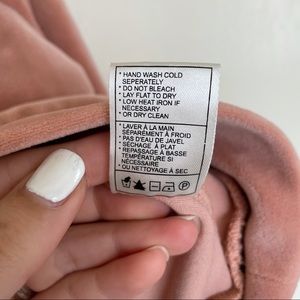 * HAND WASH COLD
SEPERATELY
* DO NOT BLEACH
* LAY FLAT TO DRY
* LOW HEAT IRON IF
NECESSARY
* OR DRY CLEAN
* LAVER À LA MAIN
SÉPARÉMENT À FROID
* PAS D'EAU DE JAVEL
* SÉCHAGE À PLAT
* REPASSAGE À BASSE
TEMPÉRATURE SI
NÉCESSAIRE
* OU NETTOYAGE À SEC
P